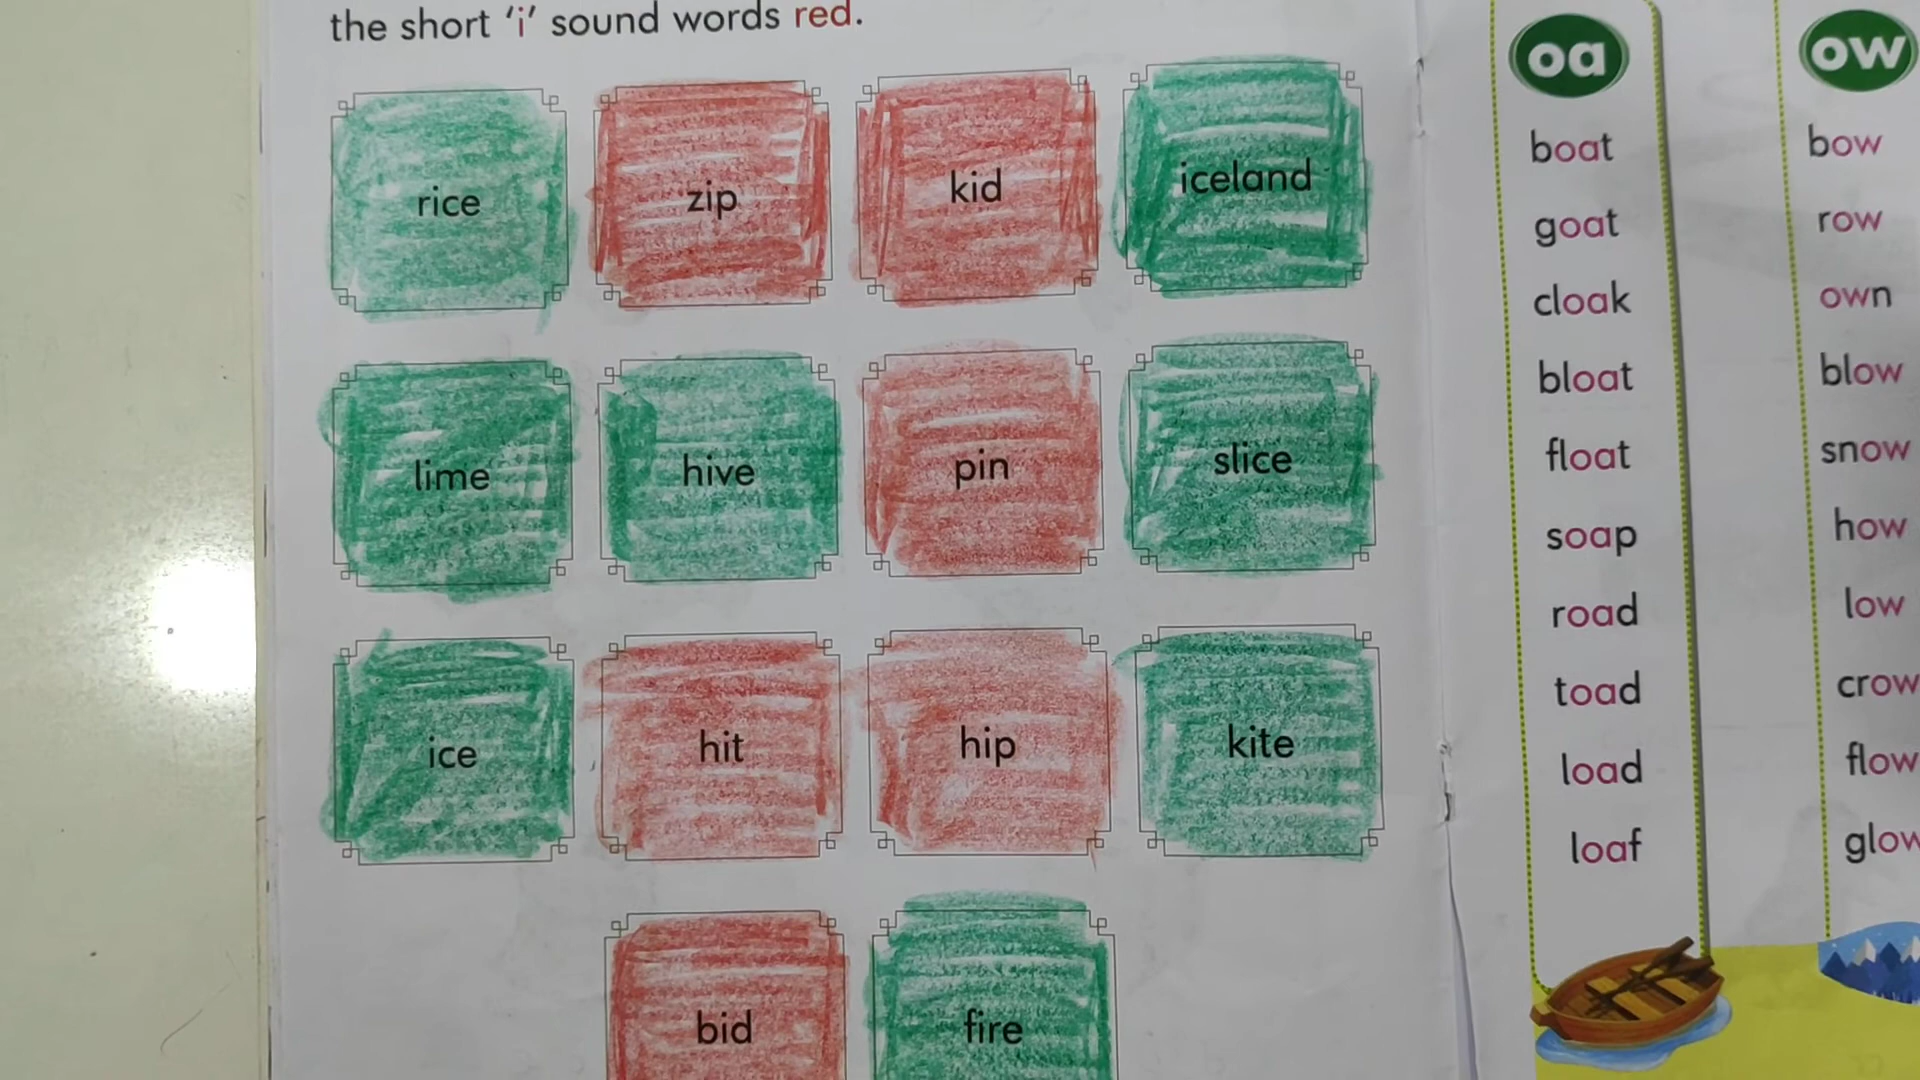 the short ‘i’ sound words red.
rice zip kid iceland
lime hive pin slice
ice hit hip kite
bid fire
oa
boat
goat
cloak
bloat
float
soap
road
toad
load
loaf
ow
bow
row
own
blow
snow
how
low
crow
flow
glow